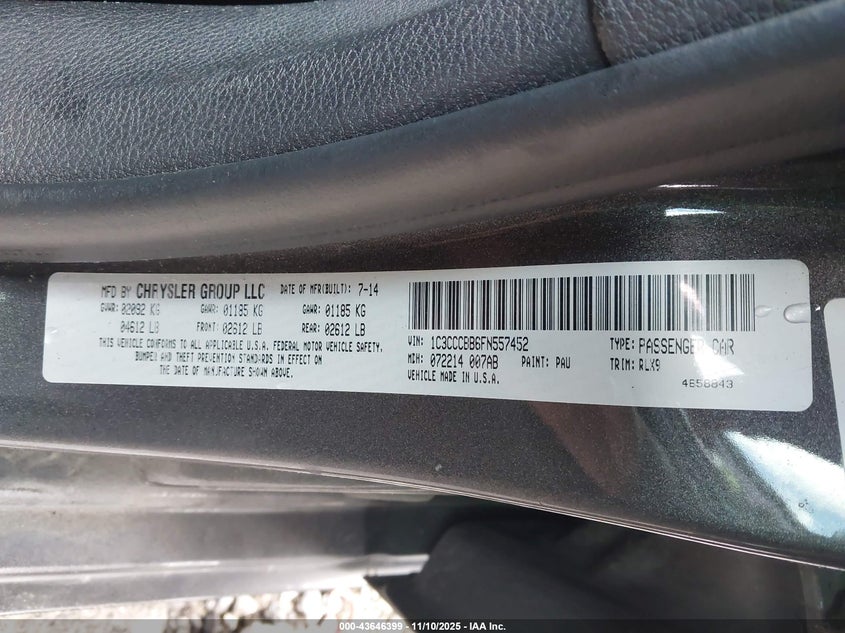 MFD BY CHRYSLER GROUP LLC DATE OF MFR(BUILT): 7-14
GVWR: 02092 KG GAWR: 01185 KG GAWR: 01185 KG
04612 LB FRONT: 02612 LB REAR: 02612 LB
THIS VEHICLE CONFORMS TO ALL APPLICABLE U.S.A. FEDERAL MOTOR VEHICLE SAFETY,
BUMPER AND THEFT PREVENTION STANDARDS IN EFFECT ON
THE DATE OF MANUFACTURE SHOWN ABOVE.
VIN: 1C3CCCBB6FN557452 TYPE: PASSENGER CAR
MDH: 072214 007AB PAINT: PAU TRIM: RLX9
VEHICLE MADE IN U.S.A. 4658843
000-43646399 — 11/10/2025 — IAA Inc.